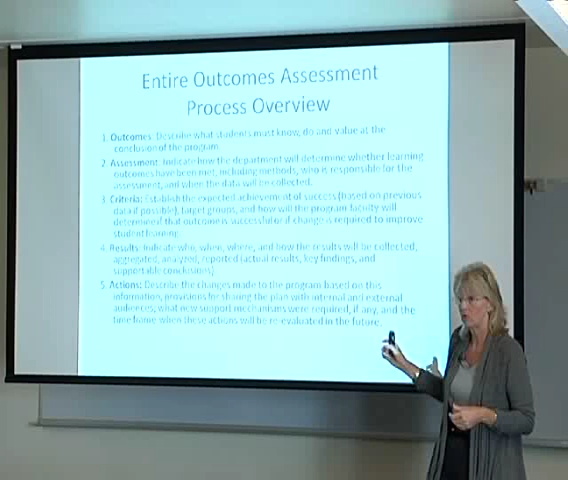 Entire Outcomes Assessment
Process Overview
1. Outcomes: Describe what students must know, do and value at the
conclusion of the program.
2. Assessment: Indicate how the department will determine whether learning
outcomes have been met, including methods, who is responsible for the
assessment, and when the data will be collected.
3. Criteria: Establish the expected achievement of success (based on previous
data if possible), target groups, and how will the program faculty will
determine if that outcome is successful or if change is required to improve
student learning.
4. Results: Indicate who, when, where, and how the results will be collected,
aggregated, analyzed, reported (actual results, key findings, and
supportable conclusions).
5. Actions: Describe the changes made to the program based on this
information, provisions for sharing the plan with internal and external
audiences, what new support mechanisms were required, if any, and the
time frame when these actions will be re-evaluated in the future.